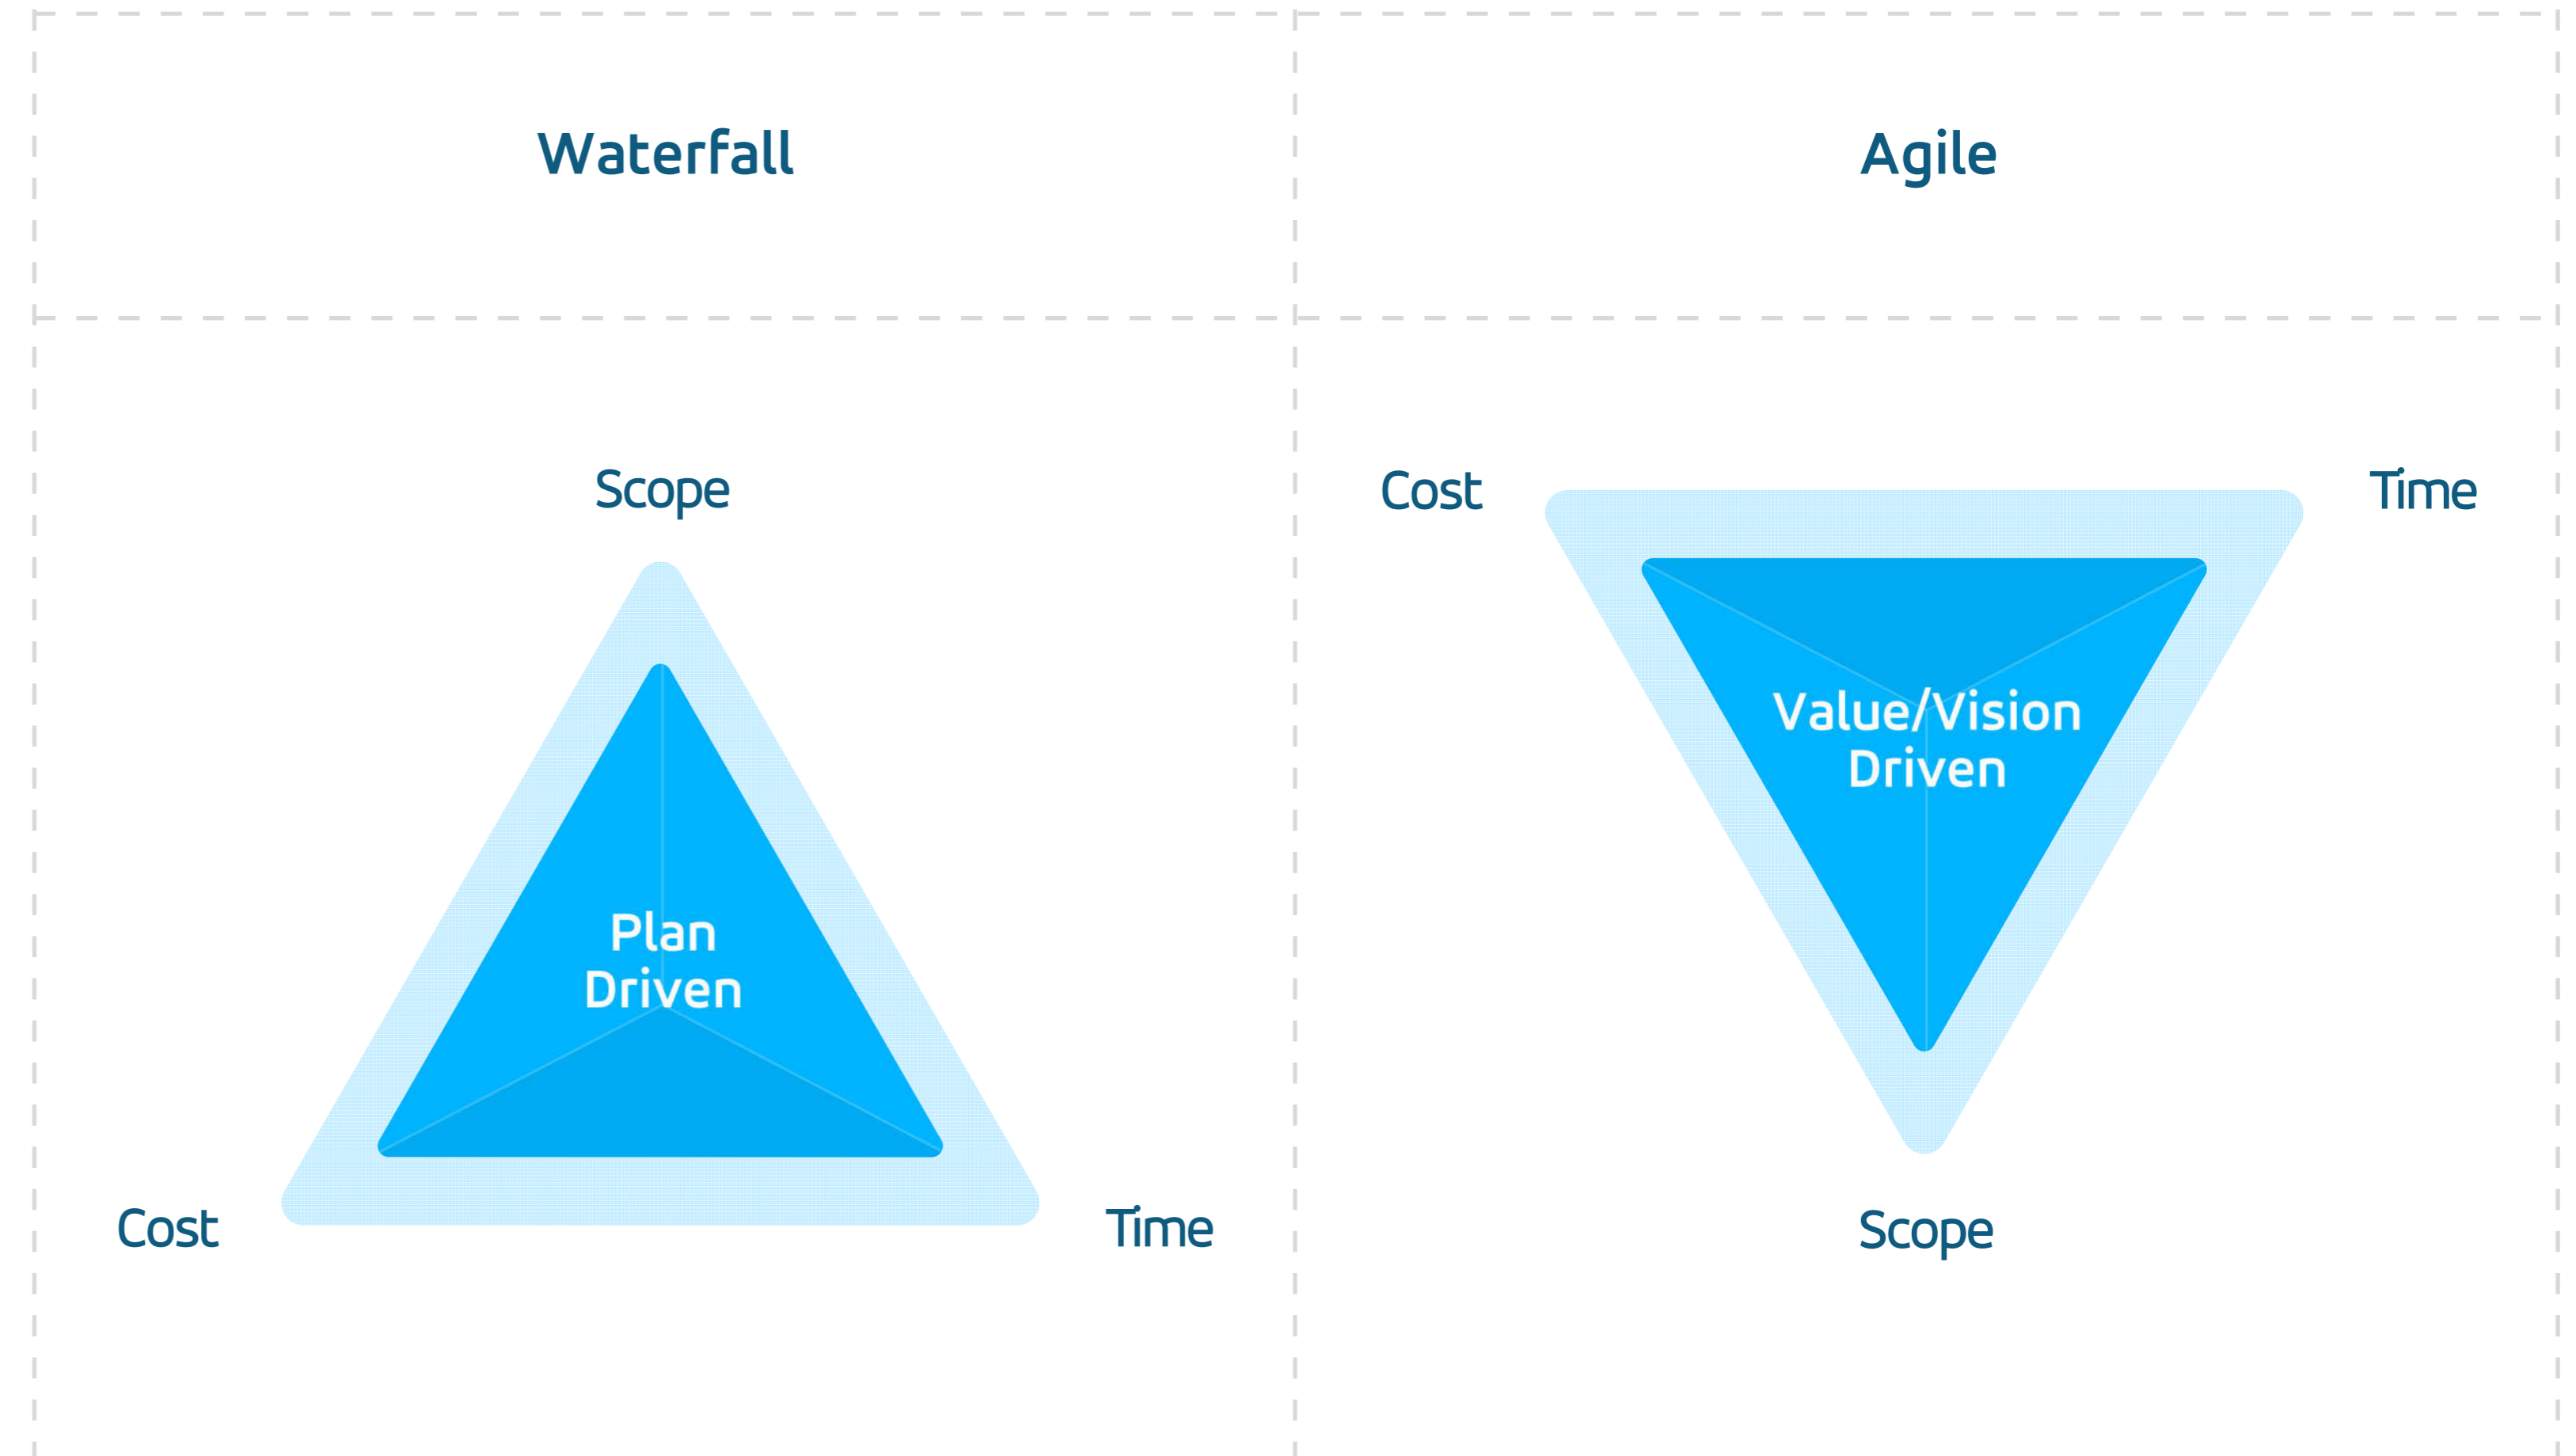 Waterfall
Agile
Scope
Plan
Driven
Cost
Time
Cost
Time
Value/Vision
Driven
Scope